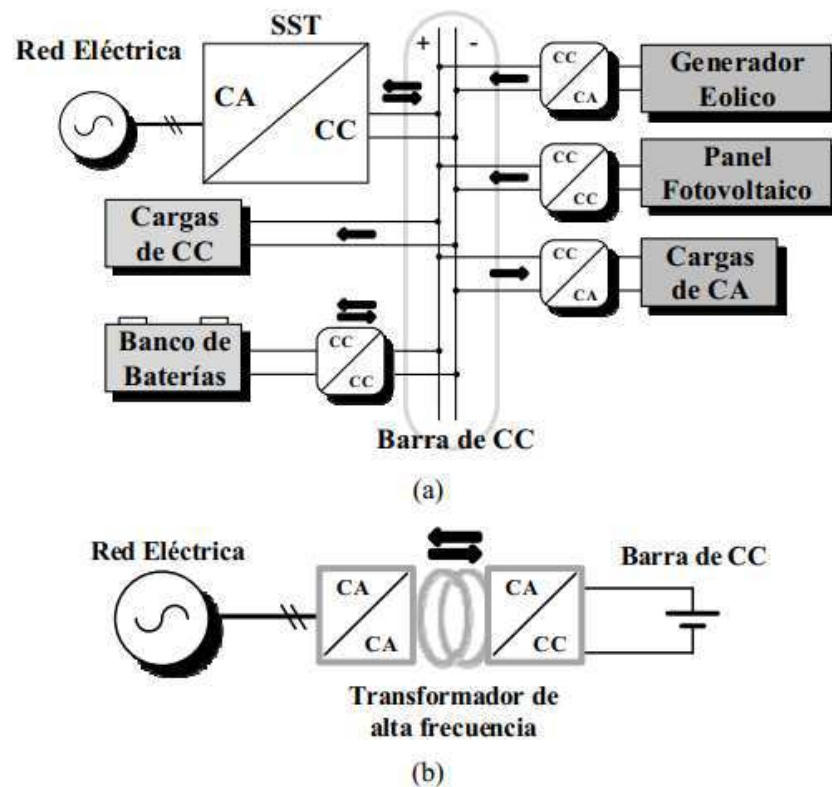 SST
+ -
Red Eléctrica
CA
CC
CC
CA
Generador
Eolico
CC
CC
Panel
Fotovoltaico
Cargas
de CC
CC
CA
Cargas
de CA
Banco de
Baterías
CC
CC
Barra de CC
(a)
Red Eléctrica
CA
CA
CA
CC
Barra de CC
Transformador de
alta frecuencia
(b)